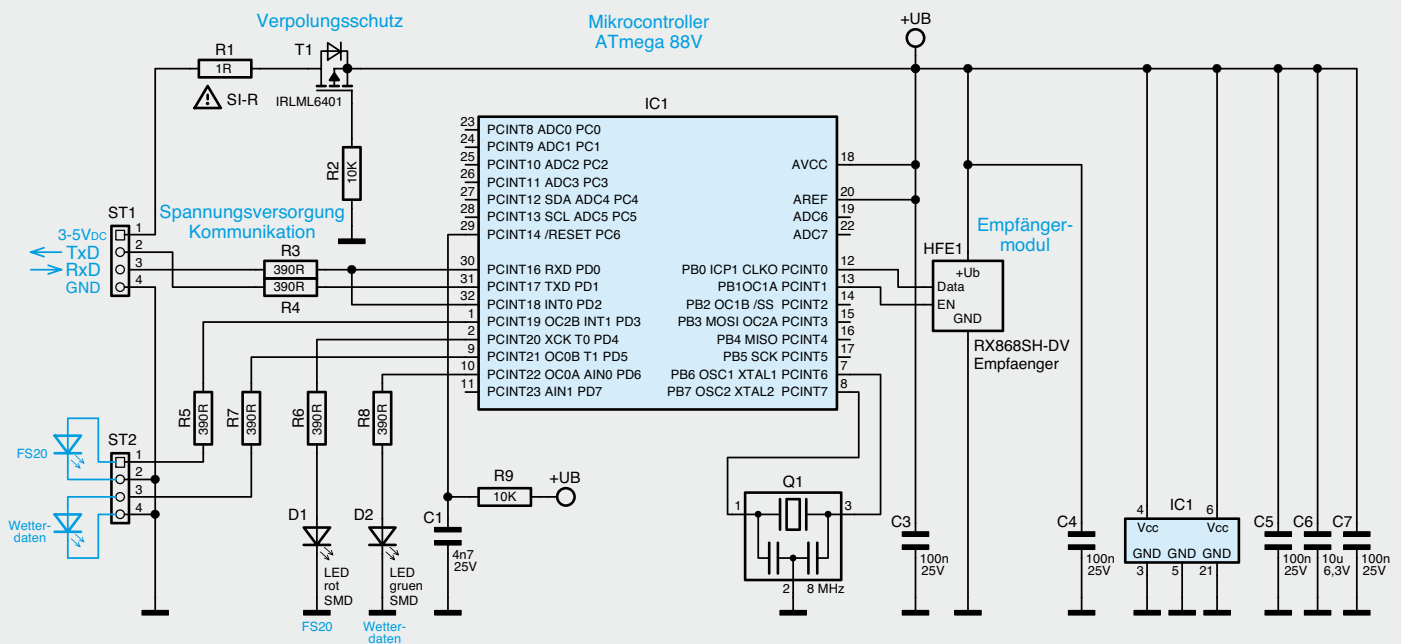 Verpolungsschutz
Mikrocontroller
ATmega 88V
+UB
R1
1R
SI-R
T1
IRLML6401
R2
10K
ST1
3-5VDC
TxD
RxD
GND
1
2
3
4
Spannungsversorgung
Kommunikation
R3
390R
390R
R4
IC1
23 PCINT8 ADC0 PC0
24 PCINT9 ADC1 PC1
25 PCINT10 ADC2 PC2
26 PCINT11 ADC3 PC3
27 PCINT12 SDA ADC4 PC4
28 PCINT13 SCL ADC5 PC5
29 PCINT14 /RESET PC6
30 PCINT16 RXD PD0
31 PCINT17 TXD PD1
32 PCINT18 INT0 PD2
1 PCINT19 OC2B INT1 PD3
2 PCINT20 XCK T0 PD4
9 PCINT21 OC0B T1 PD5
10 PCINT22 OC0A AIN0 PD6
11 PCINT23 AIN1 PD7
AVCC 18
AREF 20
ADC6 19
ADC7 22
PB0 ICP1 CLKO PCINT0 12
PB1OC1A PCINT1 13
PB2 OC1B /SS PCINT2 14
PB3 MOSI OC2A PCINT3 15
PB4 MISO PCINT4 16
PB5 SCK PCINT5 17
PB6 OSC1 XTAL1 PCINT6 7
PB7 OSC2 XTAL2 PCINT7 8
Empfänger-
modul
HFE1
+Ub
Data
EN
GND
RX868SH-DV
Empfaenger
R5
390R
R7
390R
R6
390R
R8
390R
FS20
Wetter-
daten
ST2
1
2
3
4
D1
LED
rot
SMD
FS20
D2
LED
gruen
SMD
Wetter-
daten
C1
4n7
25V
R9
10K
+UB
Q1
1
3
2
8 MHz
C3
100n
25V
C4
100n
25V
IC1
4
6
Vcc
Vcc
GND
GND
GND
3
5
21
C5
100n
25V
C6
10u
6,3V
C7
100n
25V